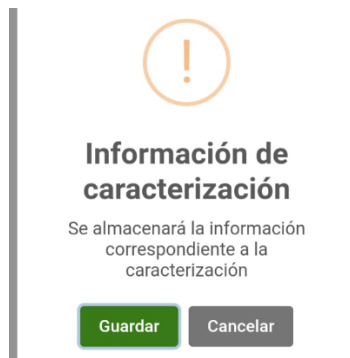 !
Información de
caracterización
Se almacenará la información
correspondiente a la
caracterización
Guardar Cancelar